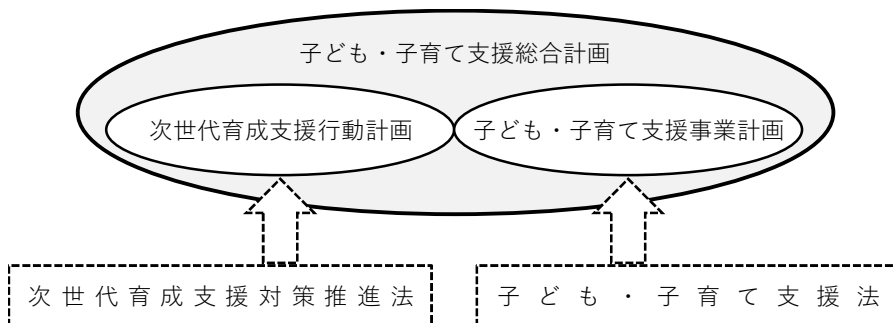 子ども・子育て支援総合計画
次世代育成支援行動計画
子ども・子育て支援事業計画
次世代育成支援対策推進法
子ども・子育て支援法